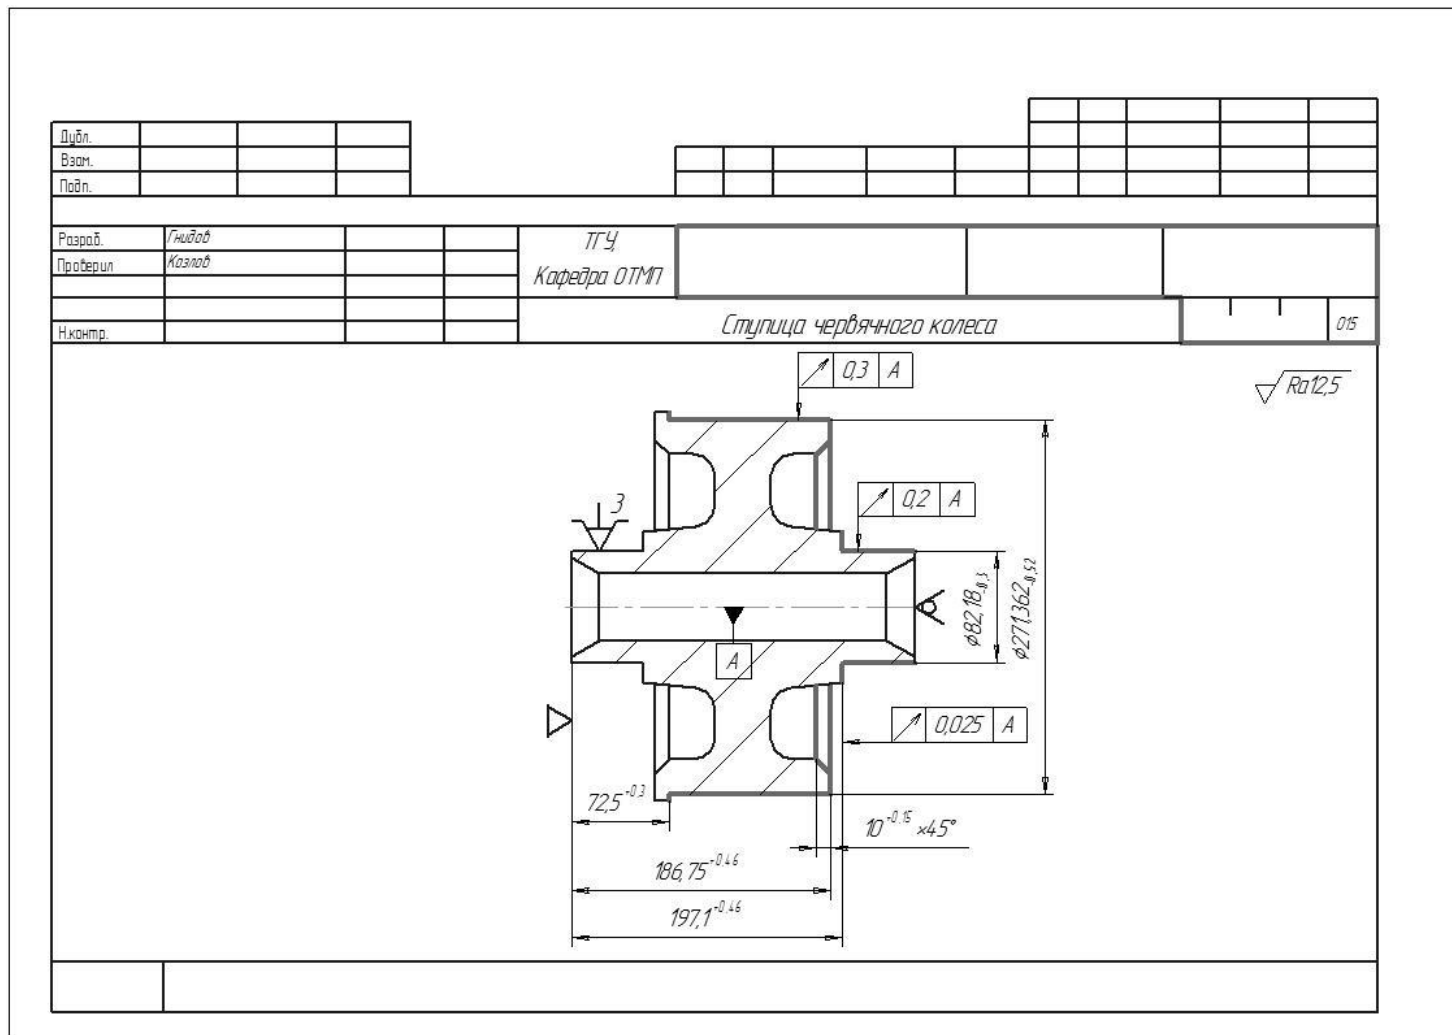 Дубл.
Взам.
Подп.
Разраб. Гнидов
Проверил Козлов
Н.контр.
ТГУ,
Кафедра ОТМП
Ступица червячного колеса
015
0,3 А
Ra12,5
3
0,2 А
⌀82,18-0,3
⌀271,362-0,52
А
0,025 А
72,5+0,3
10+0,15 ×45°
186,75+0,46
197,1+0,46